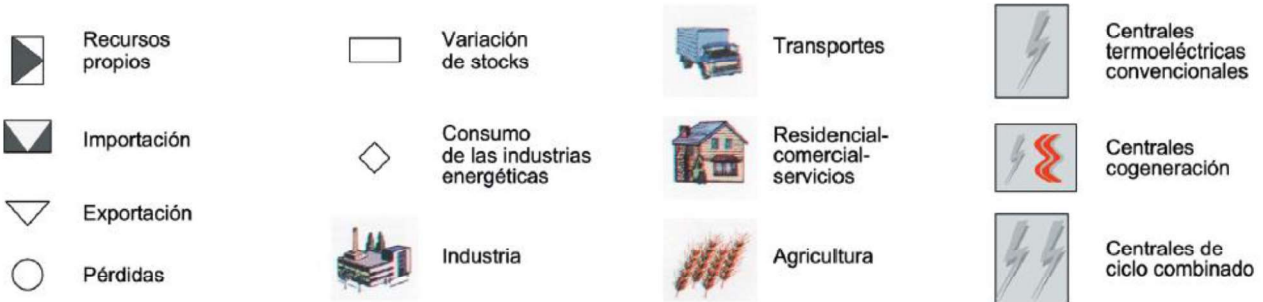 Recursos
propios
Importación
Exportación
Pérdidas
Variación
de stocks
Consumo
de las industrias
energéticas
Industria
Transportes
Residencial-
comercial-
servicios
Agricultura
Centrales
termoeléctricas
convencionales
Centrales
cogeneración
Centrales de
ciclo combinado